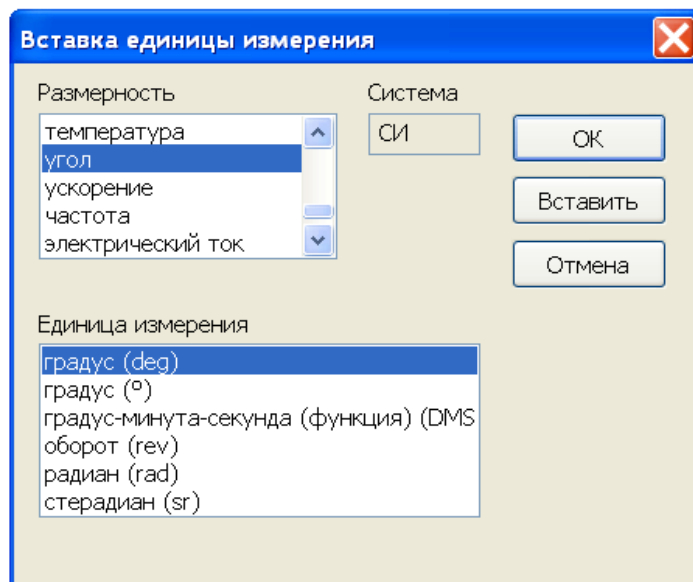 Вставка единицы измерения
Размерность
Система
температура
угол
ускорение
частота
электрический ток
СИ
ОК
Вставить
Отмена
Единица измерения
градус (deg)
градус (º)
градус-минута-секунда (функция) (DMS
оборот (rev)
радиан (rad)
стерадиан (sr)